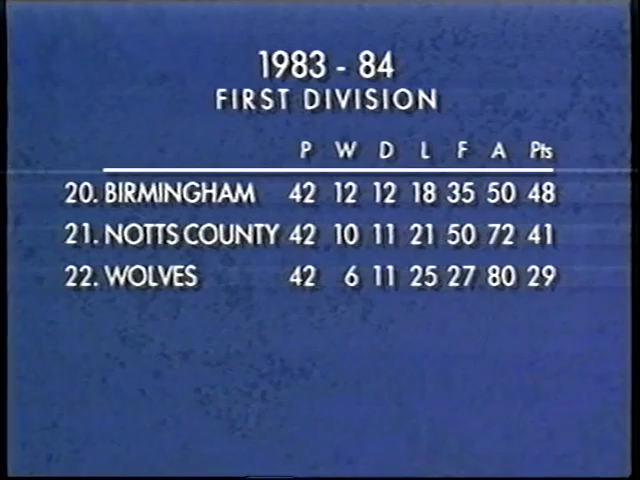 1983 - 84
FIRST DIVISION
P W D L F A Pts
20. BIRMINGHAM 42 12 12 18 35 50 48
21. NOTTS COUNTY 42 10 11 21 50 72 41
22. WOLVES 42 6 11 25 27 80 29